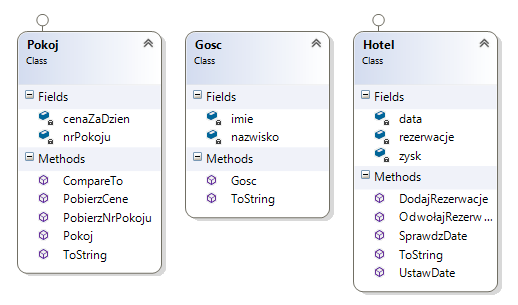 Pokoj
Class
Fields
cenaZaDzien
nrPokoju
Methods
CompareTo
PobierzCene
PobierzNrPokoju
Pokoj
ToString
Gosc
Class
Fields
imie
nazwisko
Methods
Gosc
ToString
Hotel
Class
Fields
data
rezerwacje
zysk
Methods
DodajRezerwacje
OdwołajRezerw ...
SprawdzDate
ToString
UstawDate